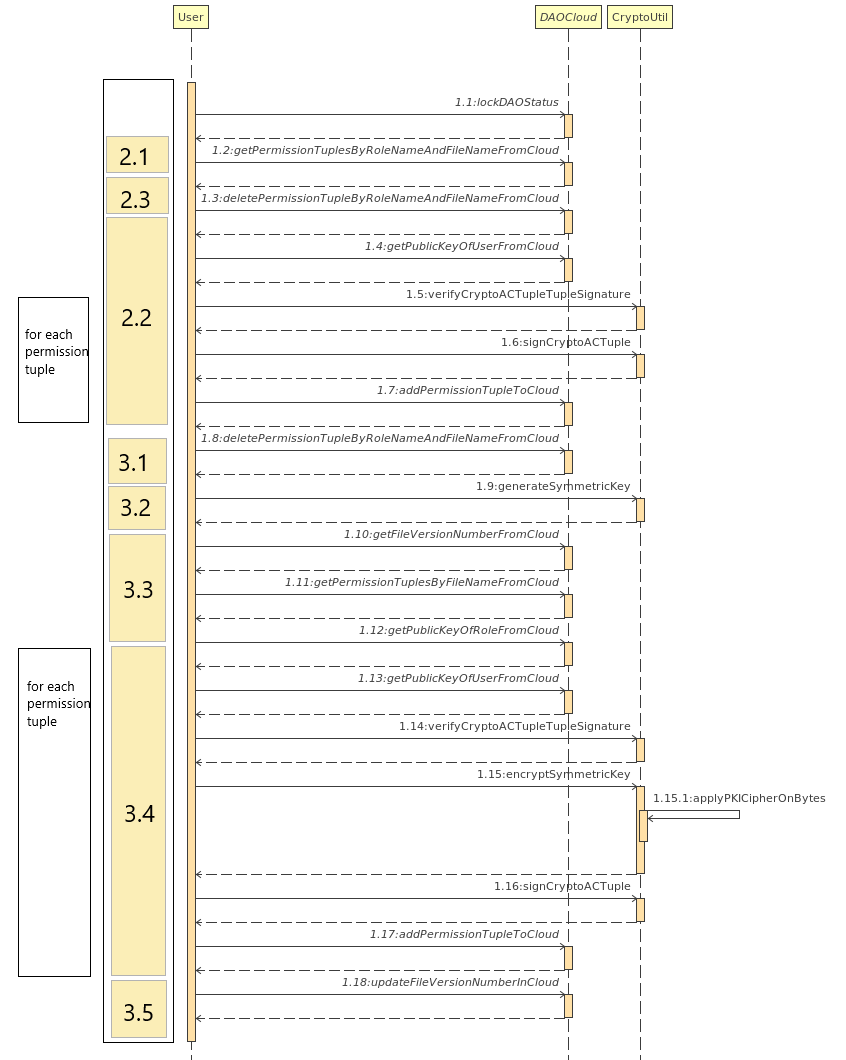 User
DAOCloud
CryptoUtil
1.1:lockDAOStatus
2.1
1.2:getPermissionTuplesByRoleNameAndFileNameFromCloud
2.3
1.3:deletePermissionTupleByRoleNameAndFileNameFromCloud
2.2
1.4:getPublicKeyOfUserFromCloud
1.5:verifyCryptoACTupleTupleSignature
for each
permission
tuple
1.6:signCryptoACTuple
1.7:addPermissionTupleToCloud
3.1
1.8:deletePermissionTupleByRoleNameAndFileNameFromCloud
3.2
1.9:generateSymmetricKey
3.3
1.10:getFileVersionNumberFromCloud
1.11:getPermissionTuplesByFileNameFromCloud
1.12:getPublicKeyOfRoleFromCloud
for each
permission
tuple
1.13:getPublicKeyOfUserFromCloud
1.14:verifyCryptoACTupleTupleSignature
3.4
1.15:encryptSymmetricKey
1.15.1:applyPKICipherOnBytes
1.16:signCryptoACTuple
1.17:addPermissionTupleToCloud
3.5
1.18:updateFileVersionNumberInCloud